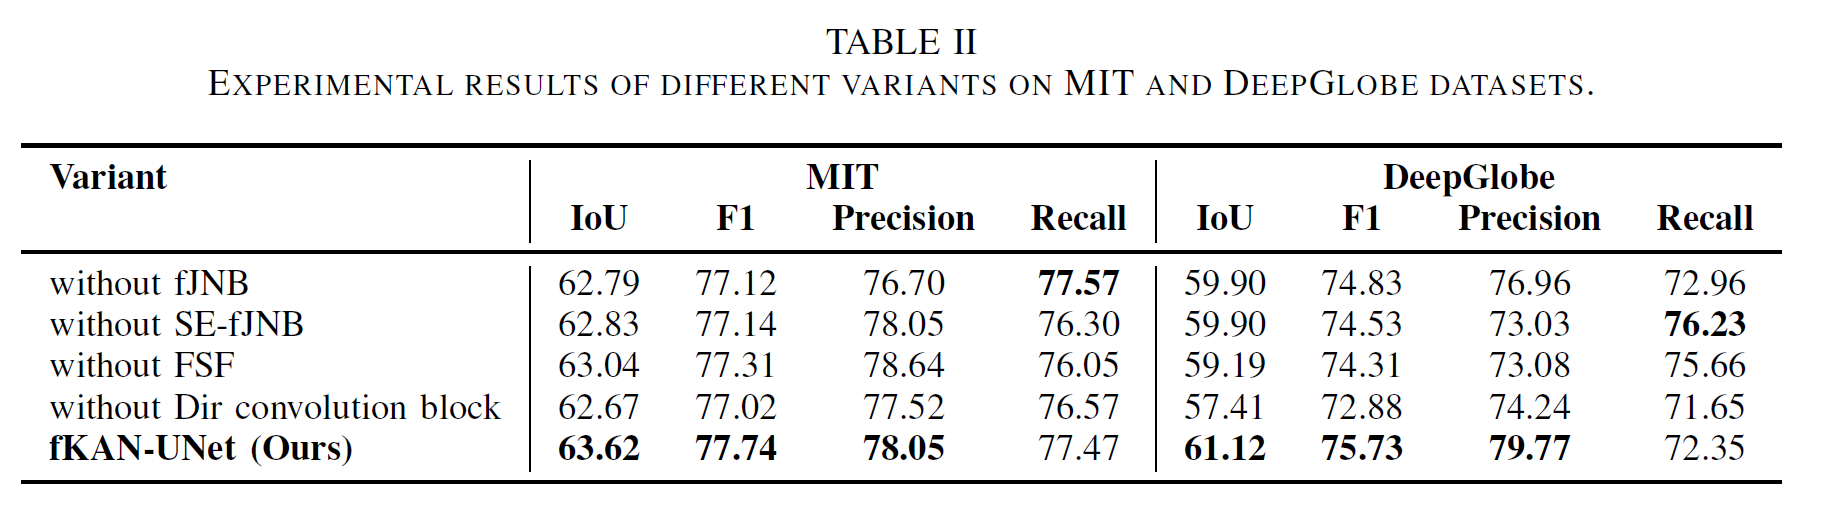 TABLE II
EXPERIMENTAL RESULTS OF DIFFERENT VARIANTS ON MIT AND DEEPGLOBE DATASETS.
Variant MIT DeepGlobe
IoU F1 Precision Recall IoU F1 Precision Recall
without fJNB 62.79 77.12 76.70 77.57 59.90 74.83 76.96 72.96
without SE-fJNB 62.83 77.14 78.05 76.30 59.90 74.53 73.03 76.23
without FSF 63.04 77.31 78.64 76.05 59.19 74.31 73.08 75.66
without Dir convolution block 62.67 77.02 77.52 76.57 57.41 72.88 74.24 71.65
fKAN-UNet (Ours) 63.62 77.74 78.05 77.47 61.12 75.73 79.77 72.35